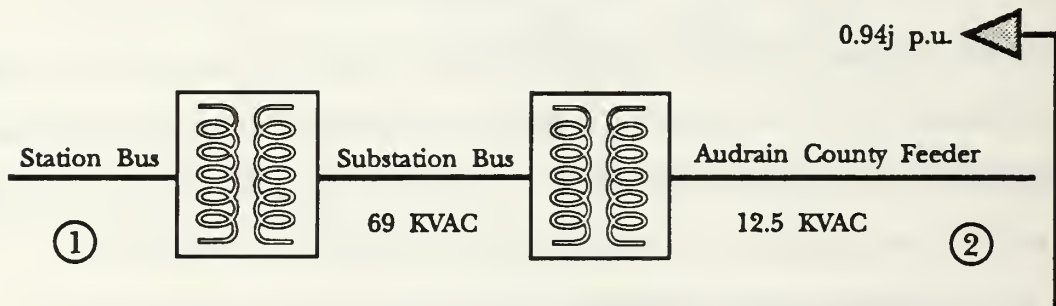 0.94j p.u.
Station Bus
Substation Bus
Audrain County Feeder
69 KVAC
12.5 KVAC
1
2